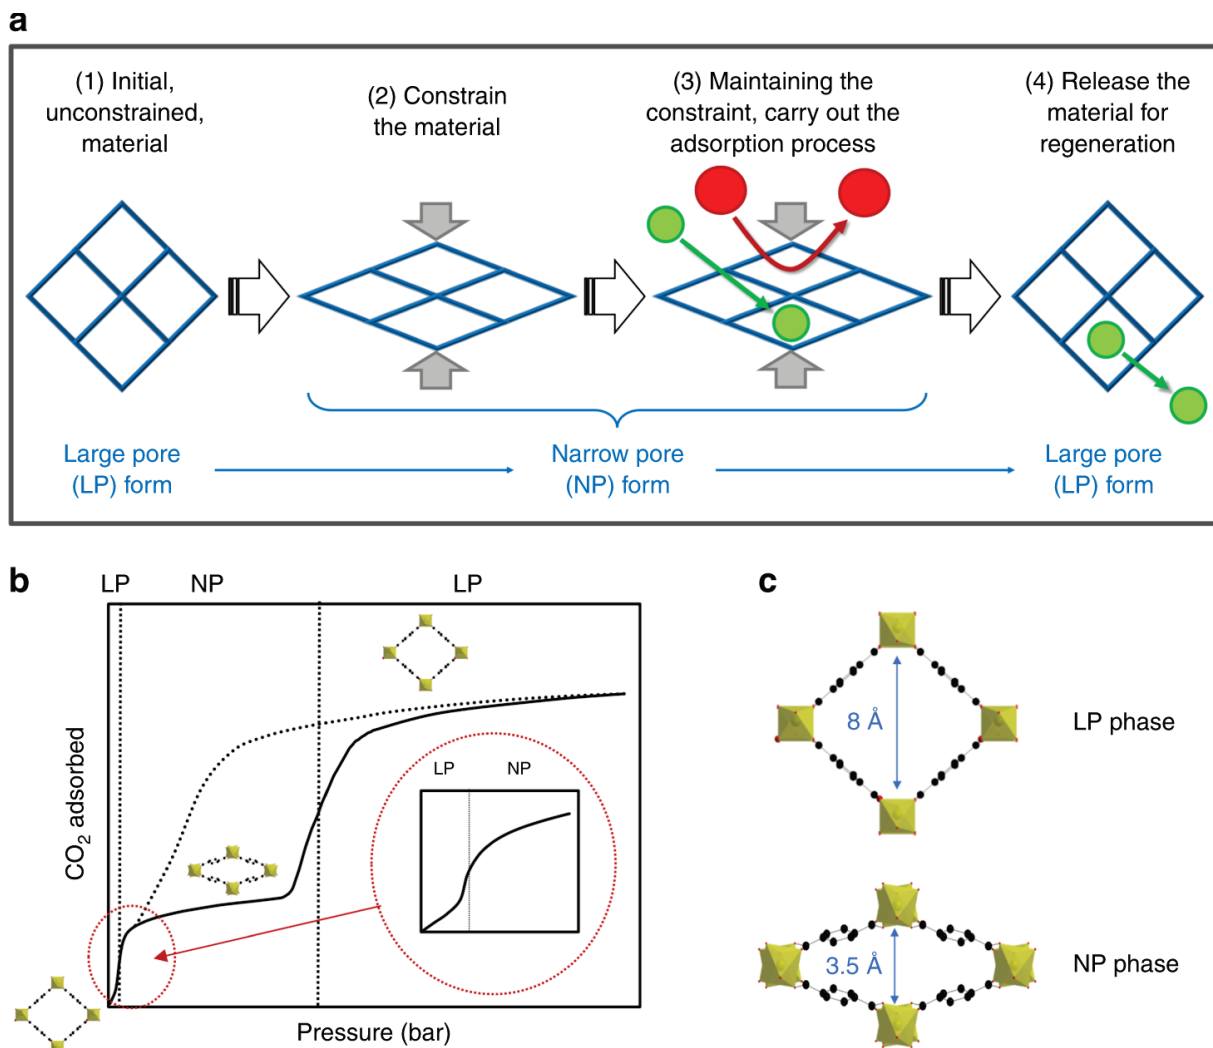 a
(1) Initial,
unconstrained,
material
(2) Constrain
the material
(3) Maintaining the
constraint, carry out the
adsorption process
(4) Release the
material for
regeneration
Large pore
(LP) form
Narrow pore
(NP) form
Large pore
(LP) form
b
LP
NP
LP
CO2 adsorbed
LP
NP
Pressure (bar)
c
8 Å
LP phase
3.5 Å
NP phase